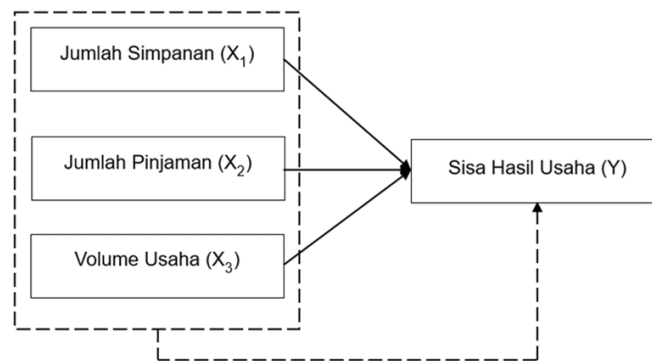 Jumlah Simpanan (X₁)
Jumlah Pinjaman (X₂)
Sisa Hasil Usaha (Y)
Volume Usaha (X₃)